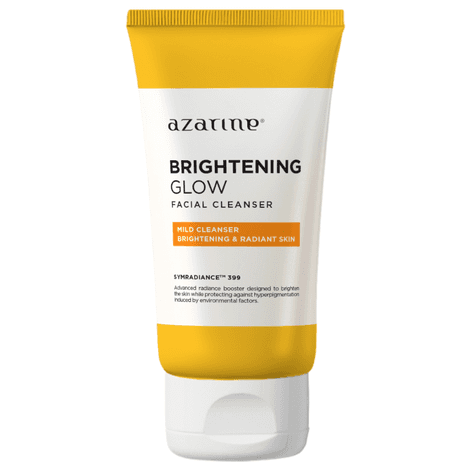 azarine®
BRIGHTENING
GLOW
FACIAL CLEANSER
MILD CLEANSER
BRIGHTENING & RADIANT SKIN
SYMRADIANCE™ 399
Advanced radiance booster designed to brighten
the skin while protecting against hyperpigmentation
induced by environmental factors.